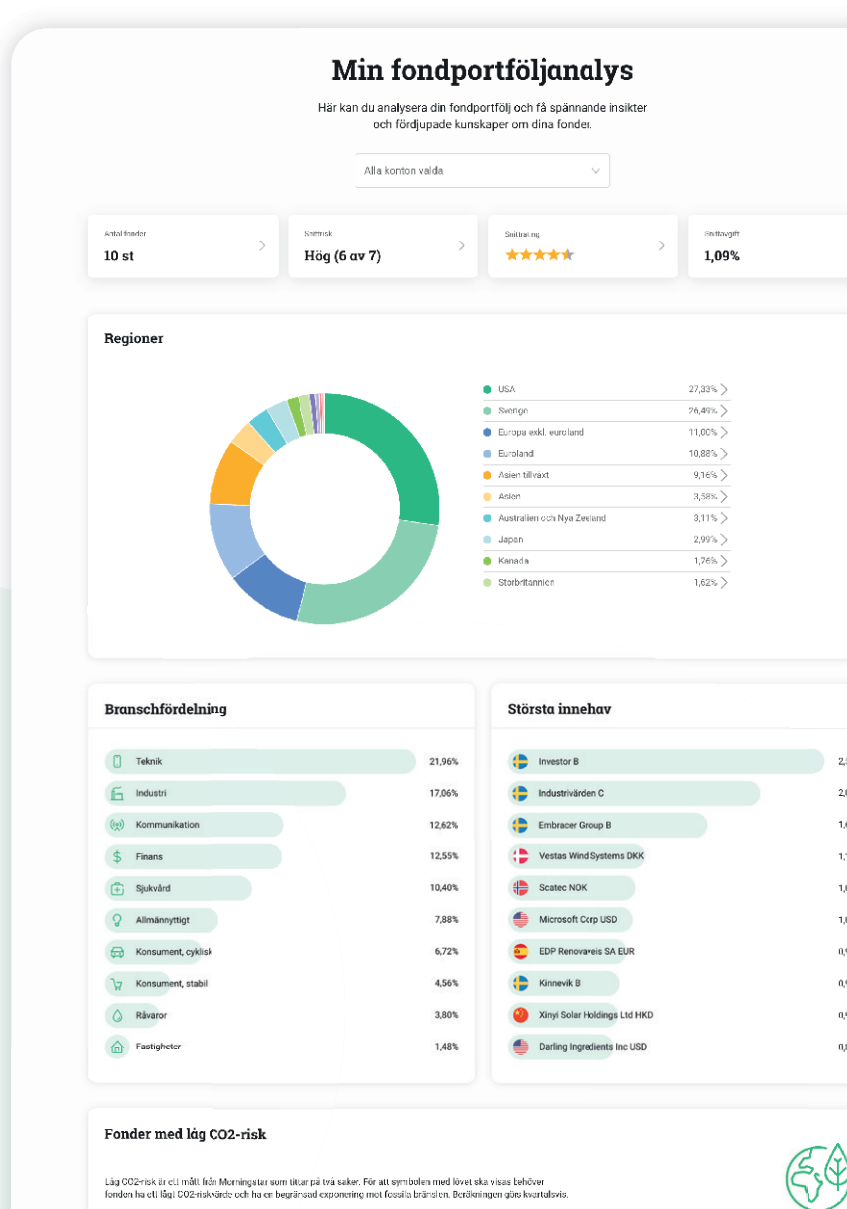 Min fondportföljanalys
Här kan du analysera din fondportfölj och få spännande insikter
och fördjupade kunskaper om dina fonder.
Alla konton valda
Antal fonder
10 st
Snittrisk
Hög (6 av 7)
Snittrating
Snittavgift
1,09%
Regioner
USA 27,33%
Sverige 26,49%
Europa exkl. euroland 11,00%
Euroland 10,88%
Asien tillväxt 9,16%
Asien 3,58%
Australien och Nya Zeeland 3,11%
Japan 2,99%
Kanada 1,76%
Storbritannien 1,62%
Branschfördelning
Teknik 21,96%
Industri 17,06%
Kommunikation 12,62%
Finans 12,55%
Sjukvård 10,40%
Allmännyttigt 7,88%
Konsument, cyklisk 6,72%
Konsument, stabil 4,56%
Råvaror 3,80%
Fastigheter 1,48%
Största innehav
Investor B
Industrivärden C
Embracer Group B
Vestas Wind Systems DKK
Scatec NOK
Microsoft Corp USD
EDP Renovaveis SA EUR
Kinnevik B
Xinyi Solar Holdings Ltd HKD
Darling Ingredients Inc USD
Fonder med låg CO2-risk
Låg CO2-risk är ett mått från Morningstar som tittar på två saker. För att symbolen med lövet ska visas behöver
fonden ha ett lågt CO2-riskvärde och ha en begränsad exponering mot fossila bränslen. Beräkningen görs kvartalsvis.